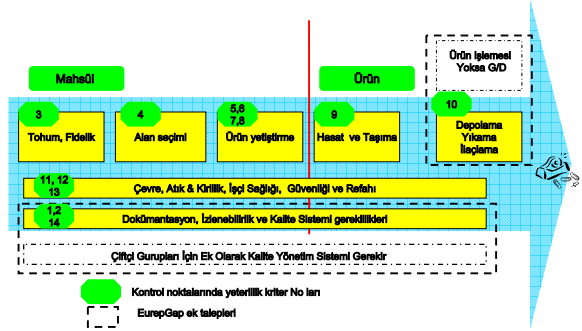 Ürün işlemesi
Yoksa G/D
Mahsül
Ürün
3
4
5,6
7,8
9
10
Tohum, Fidelik
Alan seçimi
Ürün yetiştirme
Hasat ve Taşıma
Depolama
Yıkama
İlaçlama
11, 12
13
Çevre, Atık & Kirlilik, İşçi Sağlığı, Güvenliği ve Refahı
1,2
14
Dokümantasyon, İzlenebilirlik ve Kalite Sistemi gereklilikleri
Çiftçi Gurupları İçin Ek Olarak Kalite Yönetim Sistemi Gerekir
Kontrol noktalarında yeterlilik kriter No ları
EurepGap ek talepleri